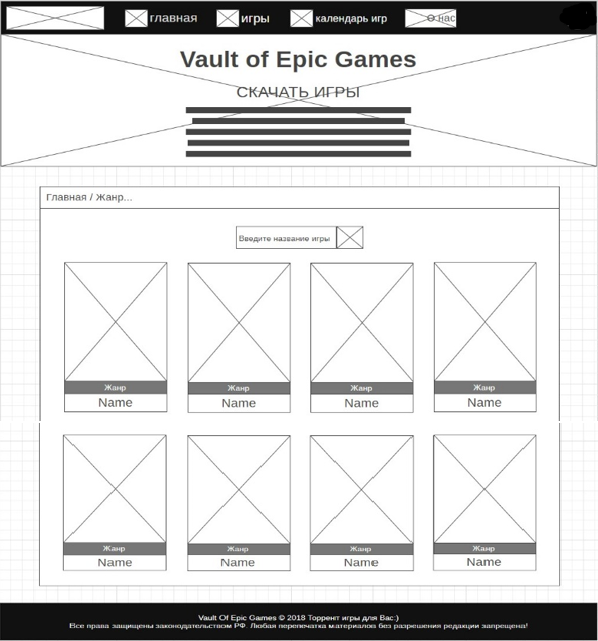 главная игры календарь игр О нас
Vault of Epic Games
СКАЧАТЬ ИГРЫ
Главная / Жанр...
Введите название игры
Жанр Жанр Жанр Жанр
Name Name Name Name
Жанр Жанр Жанр Жанр
Name Name Name Name
Vault Of Epic Games © 2018 Торрент игры для Вас:)
Все права защищены законодательством РФ. Любая перепечатка материалов без разрешения редакции запрещена!